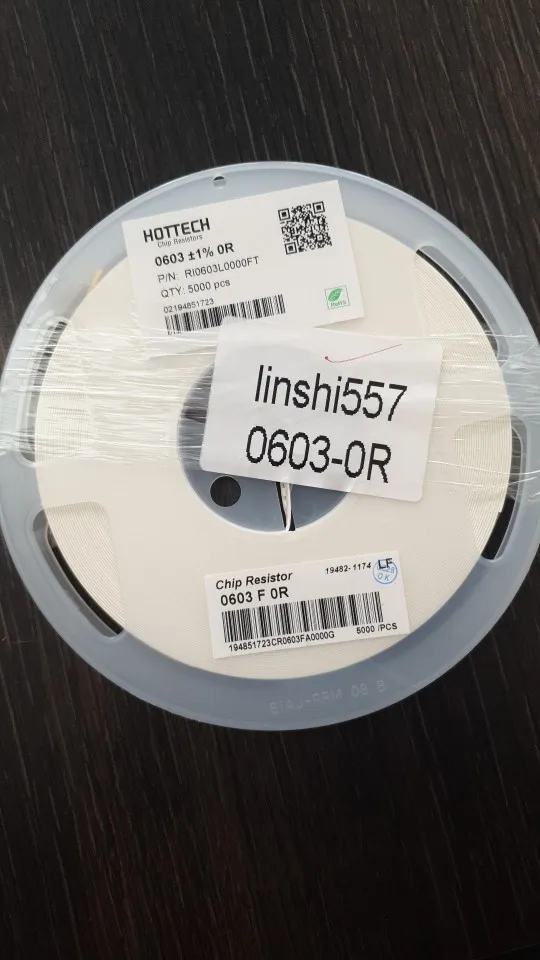 HOTTECH
Chip Resistors
0603 ±1% 0R
P/N: RI0603L0000FT
QTY: 5000 pcs
02194851723
RoHS
linshi557
0603-0R
Chip Resistor
19482-1174
LF
0603 F 0R
OK
194851723CR0603FA0000G
5000 /PCS